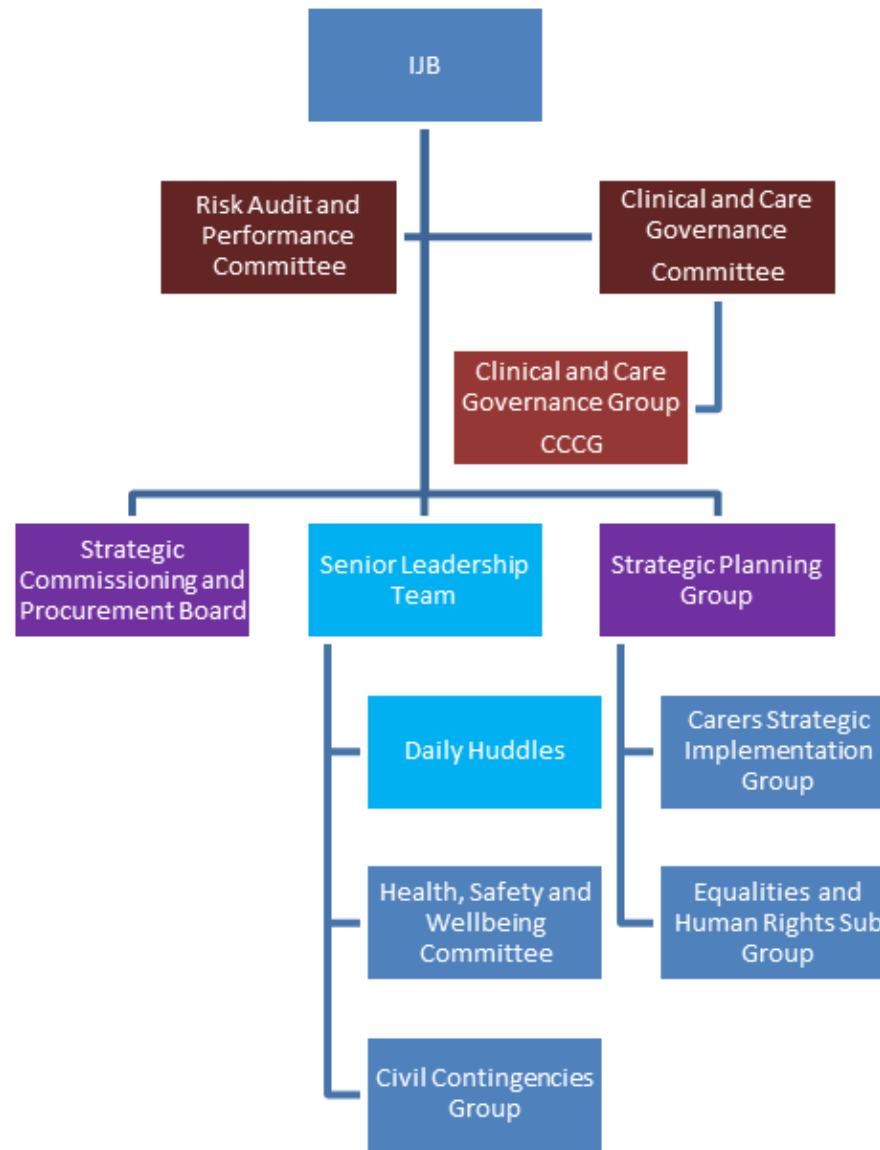 IJB
Risk Audit and
Performance
Committee
Clinical and Care
Governance
Committee
Clinical and Care
Governance Group
CCCG
Strategic
Commissioning and
Procurement Board
Senior Leadership
Team
Strategic Planning
Group
Daily Huddles
Carers Strategic
Implementation
Group
Health, Safety and
Wellbeing
Committee
Equalities and
Human Rights Sub
Group
Civil Contingencies
Group